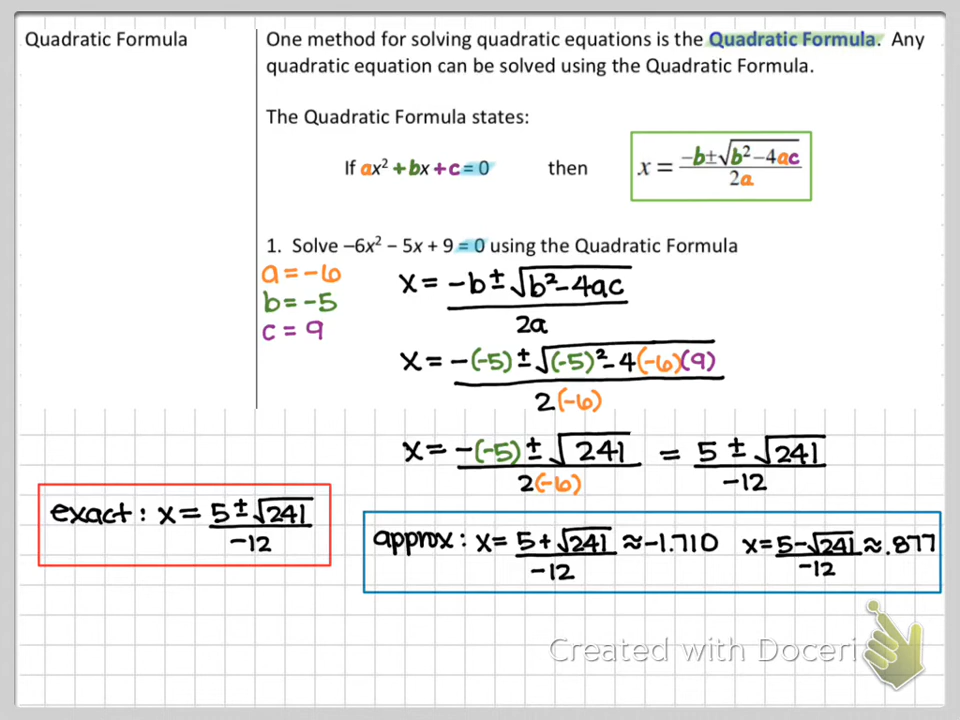 Quadratic Formula
One method for solving quadratic equations is the Quadratic Formula. Any
quadratic equation can be solved using the Quadratic Formula.
The Quadratic Formula states:
If ax² + bx + c = 0 then x = (-b ± √(b² - 4ac)) / 2a
1. Solve –6x² – 5x + 9 = 0 using the Quadratic Formula
a = -6
b = -5
c = 9
x = (-b ± √(b² - 4ac)) / 2a
x = (-(-5) ± √((-5)² - 4(-6)(9))) / 2(-6)
x = (-(-5) ± √241) / 2(-6) = (5 ± √241) / -12
exact: x = (5 ± √241) / -12
approx: x = (5 + √241) / -12 ≈ -1.710 x = (5 - √241) / -12 ≈ .877
Created with Doceri